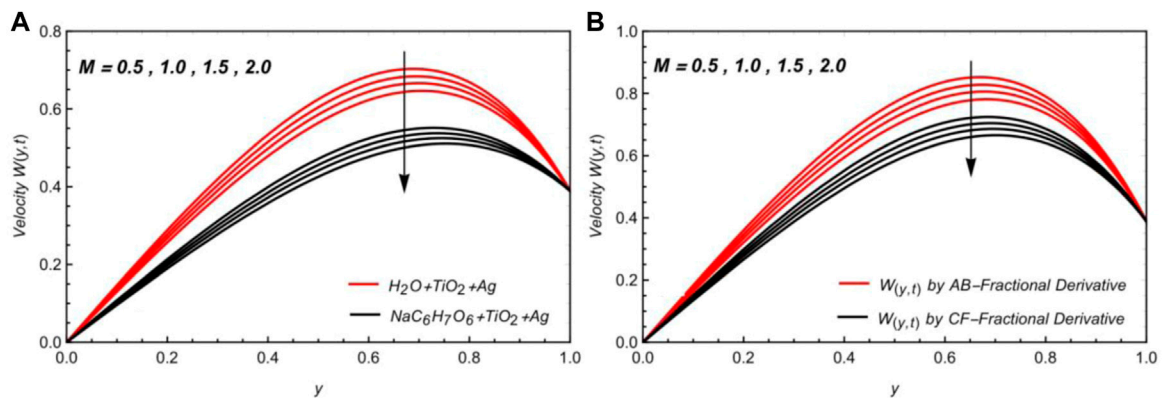 A
M = 0.5 , 1.0 , 1.5 , 2.0
Velocity W(y,t)
0.8
0.6
0.4
0.2
0.0
0.0 0.2 0.4 0.6 0.8 1.0
y
H2O+TiO2+Ag
NaC6H7O6+TiO2+Ag
B
M = 0.5 , 1.0 , 1.5 , 2.0
Velocity W(y,t)
1.0
0.8
0.6
0.4
0.2
0.0
0.0 0.2 0.4 0.6 0.8 1.0
y
W(y,t) by AB-Fractional Derivative
W(y,t) by CF-Fractional Derivative